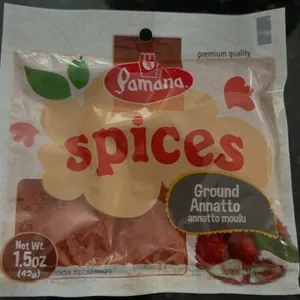 premium quality
Pamana
spices
Ground
Annatto
annatto moulu
Net Wt.
1.5oz
(42g)